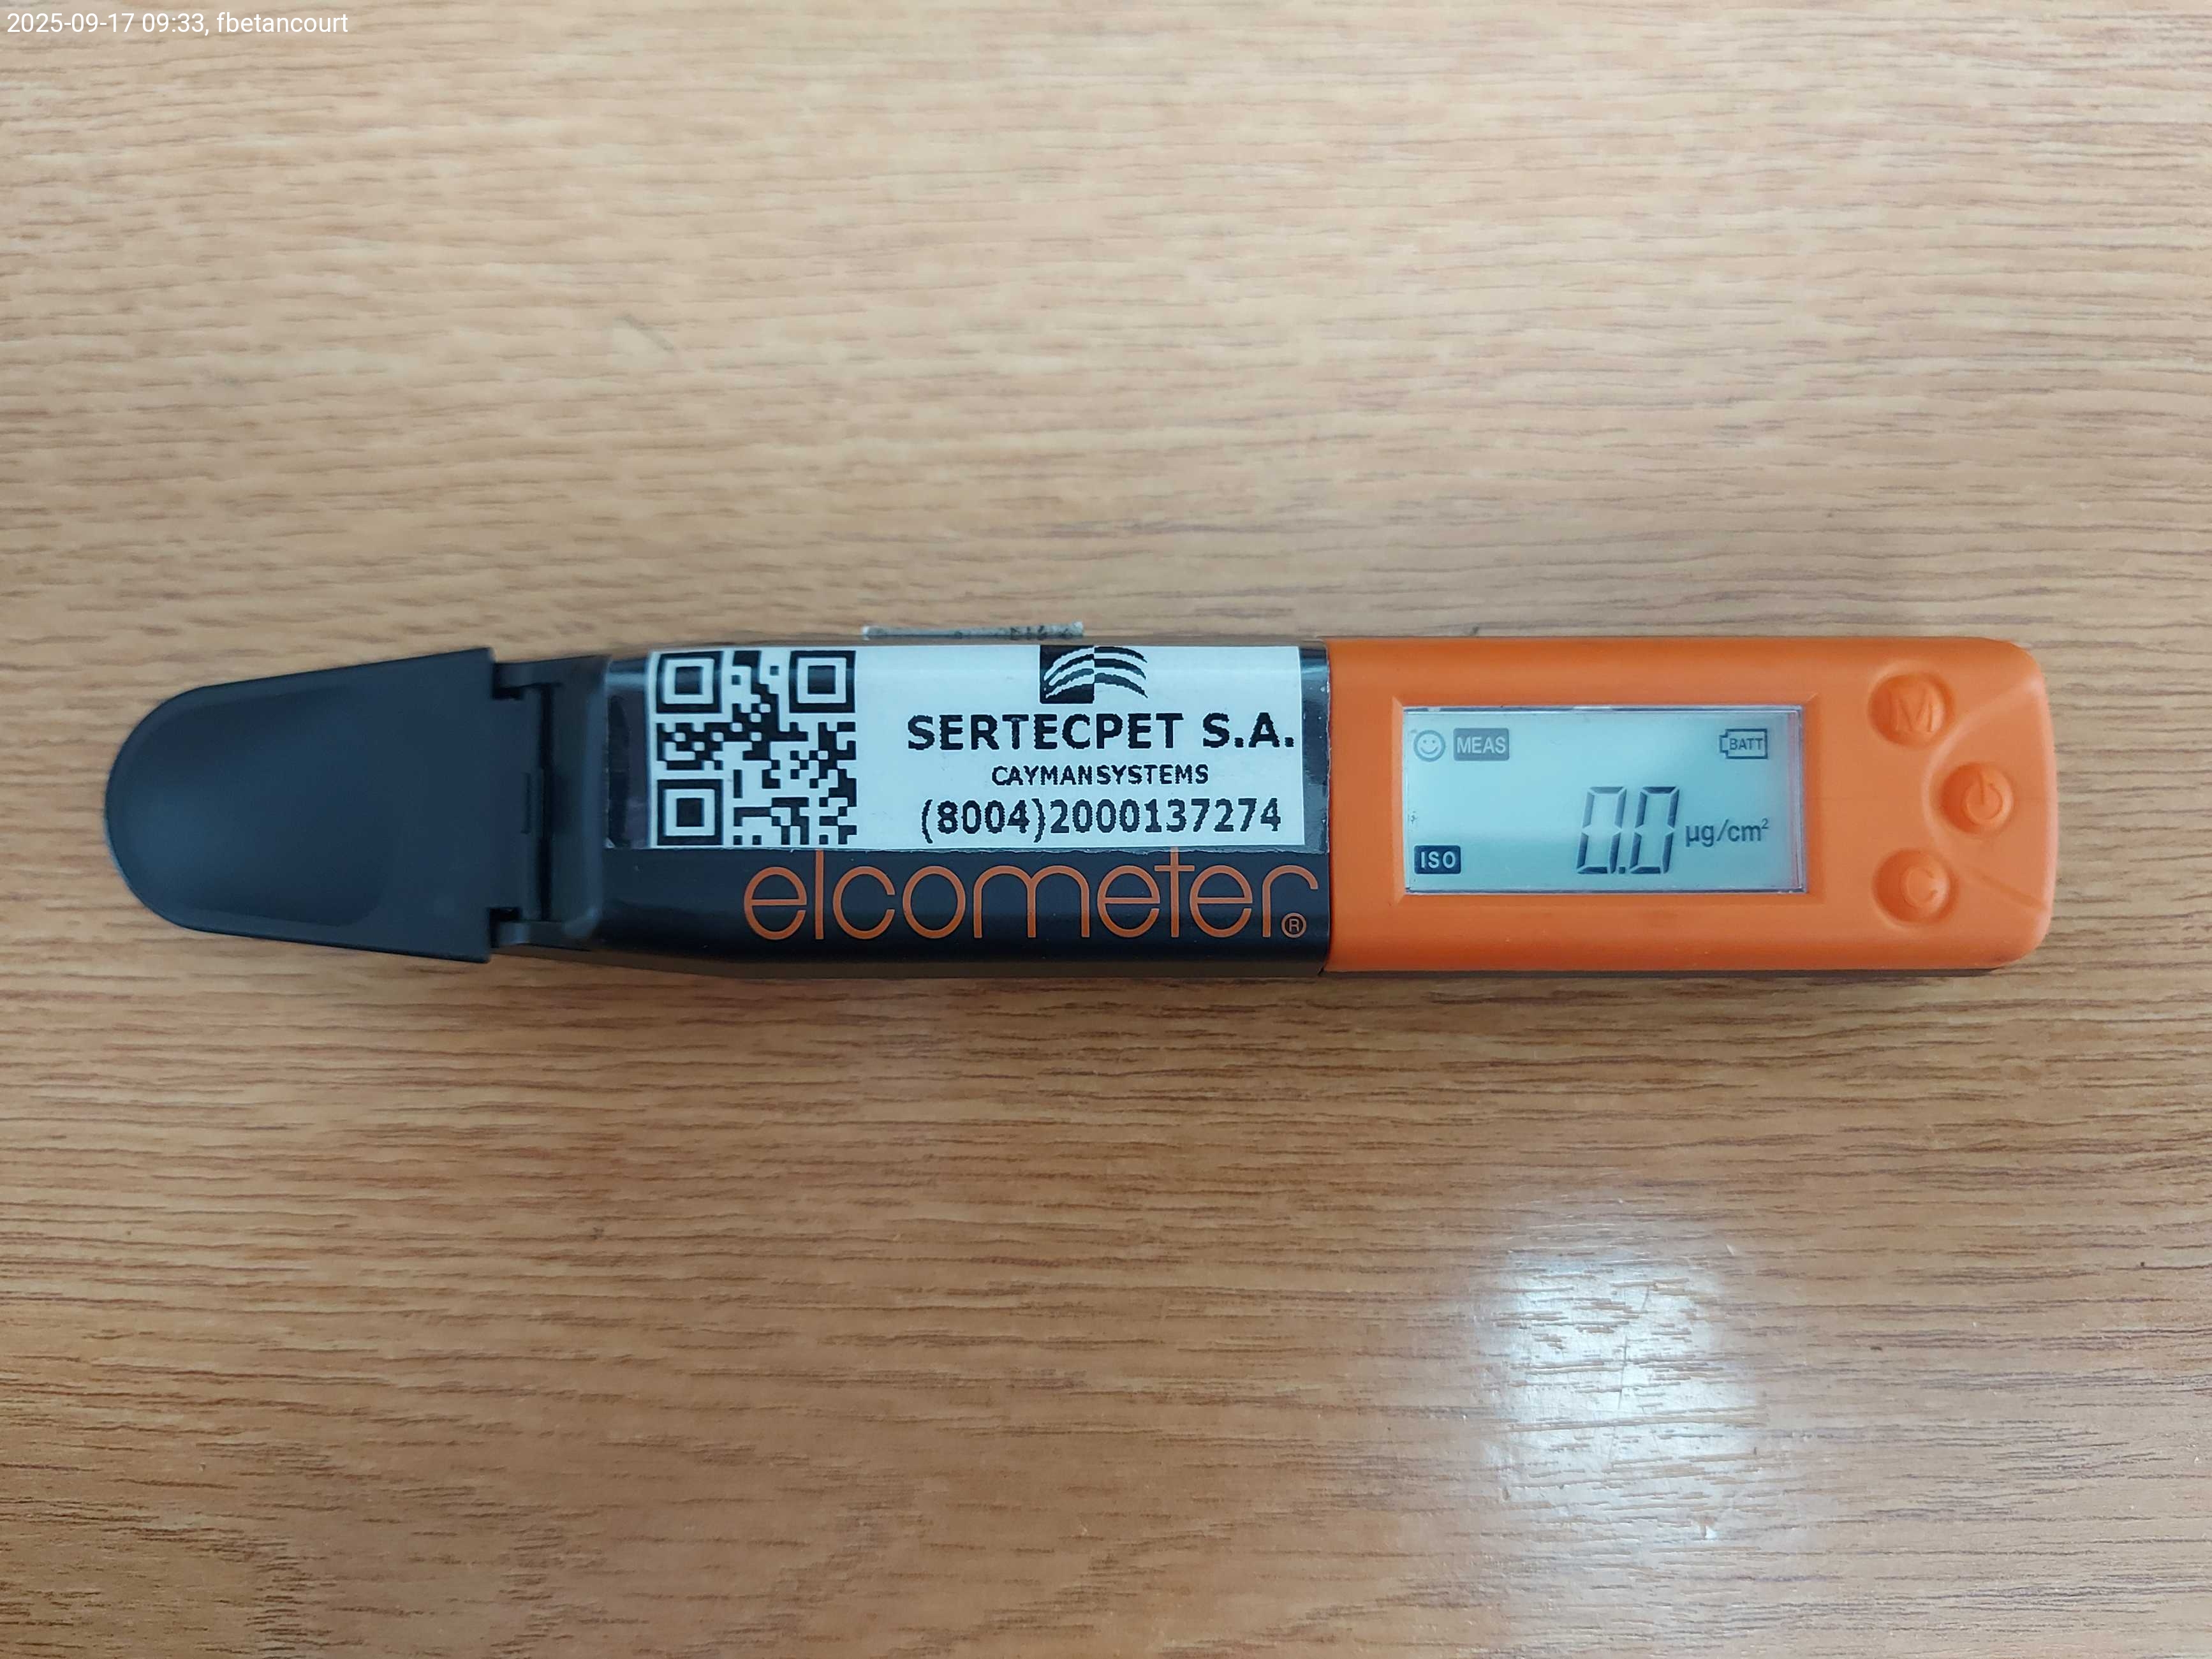 2025-09-17 09:33, fbetancourt
SERTECPET S.A.
CAYMANSYSTEMS
(8004)2000137274
elcometer®
MEAS
BATT
0.0 µg/cm²
ISO
M
C